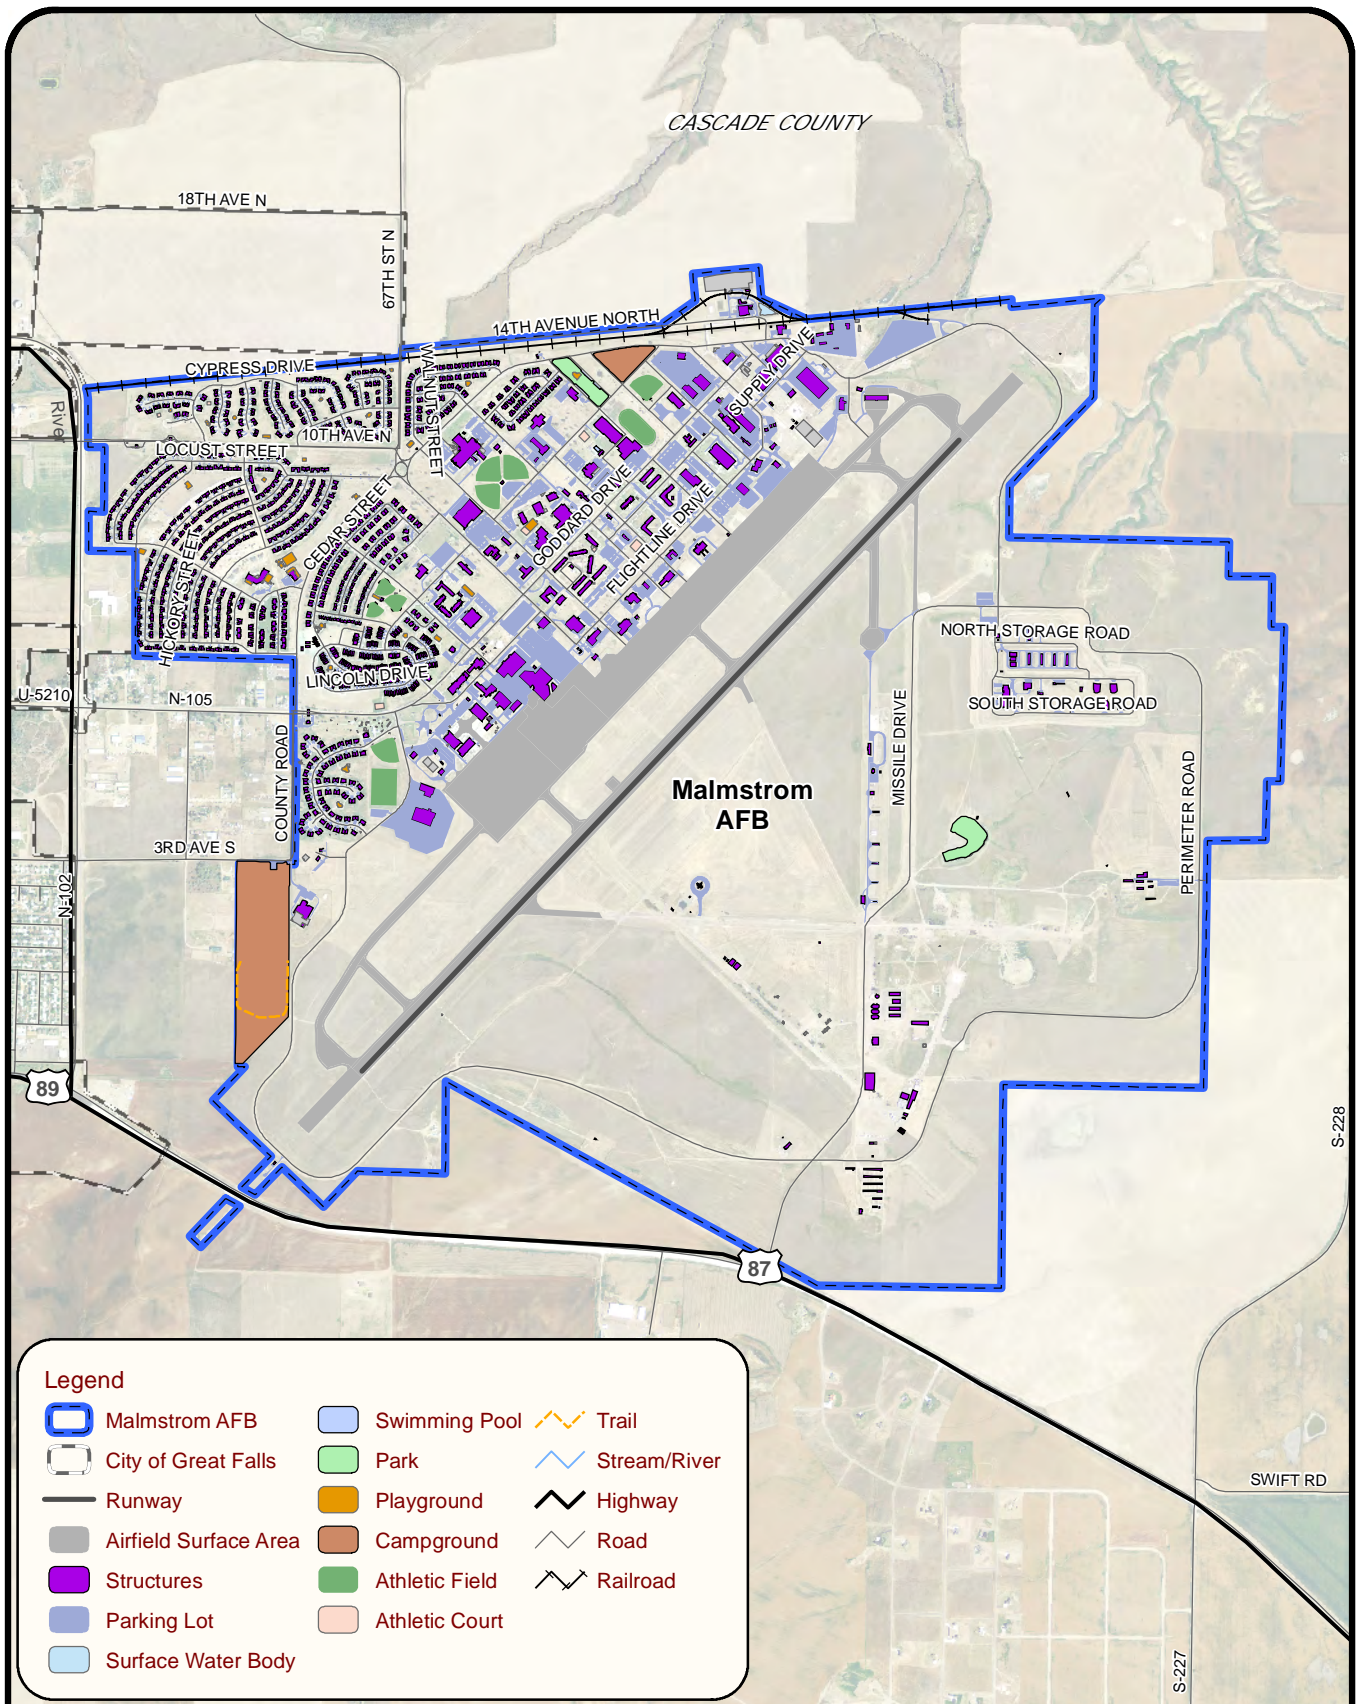 CASCADE COUNTY
18TH AVE N
67TH ST N
14TH AVENUE NORTH
CYPRESS DRIVE
WALNUT STREET
SUPPLY DRIVE
River
10TH AVE N
LOCUST STREET
CEDAR STREET
GODDARD DRIVE
FLIGHTLINE DRIVE
HICKORY STREET
NORTH STORAGE ROAD
LINCOLN DRIVE
U-5210
N-105
SOUTH STORAGE ROAD
COUNTY ROAD
MISSILE DRIVE
PERIMETER ROAD
Malmstrom
AFB
3RD AVE S
N-102
89
S-228
87
SWIFT RD
S-227
Legend
Malmstrom AFB
City of Great Falls
Runway
Airfield Surface Area
Structures
Parking Lot
Surface Water Body
Swimming Pool
Park
Playground
Campground
Athletic Field
Athletic Court
Trail
Stream/River
Highway
Road
Railroad